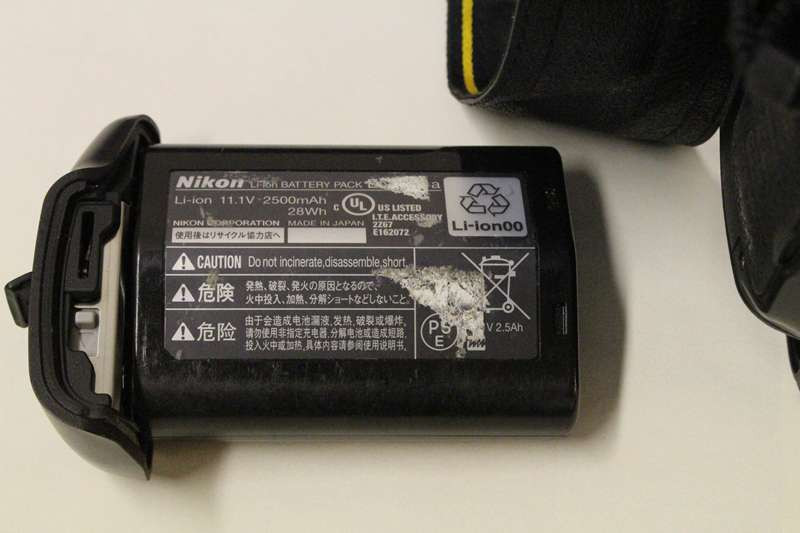 Nikon Li-ion BATTERY PACK
Li-ion 11.1V 2500mAh
28Wh
C UL US LISTED
I.T.E. ACCESSORY
2Z67
E162072
NIKON CORPORATION MADE IN JAPAN
使用後はリサイクル協力店へ
Li-ion00
CAUTION Do not incinerate,disassemble,short.
危険 発熱、破裂、発火の原因となるので、
火中投入、加熱、分解ショートなどしないこと。
危险 由于会造成电池漏液,发热,破裂或爆炸,
请勿使用非指定充电器,分解电池或造成短路,
投入火中或加热,具体内容请参阅使用说明书.
PS
E
V 2.5Ah